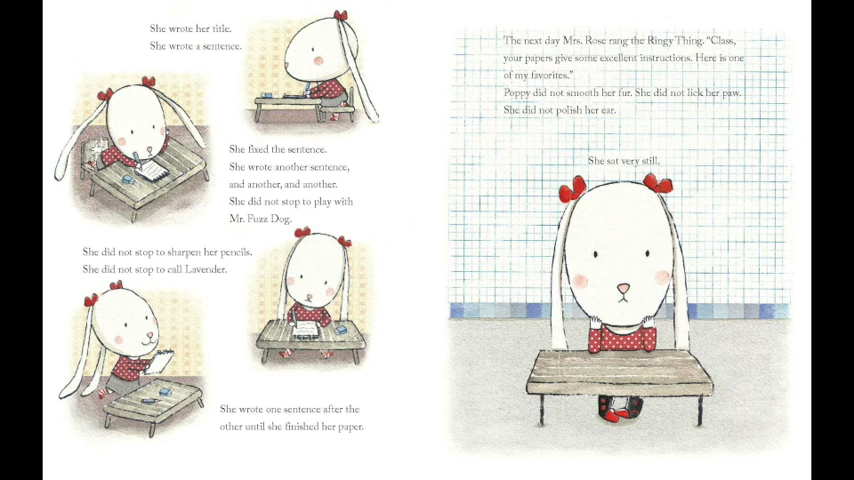 She wrote her title.
She wrote a sentence.
She fixed the sentence.
She wrote another sentence,
and another, and another.
She did not stop to play with
Mr. Fuzz Dog.
She did not stop to sharpen her pencils.
She did not stop to call Lavender.
She wrote one sentence after the
other until she finished her paper.
The next day Mrs. Rose rang the Ringy Thing. “Class,
your papers give some excellent instructions. Here is one
of my favorites.”
Poppy did not smooth her fur. She did not lick her paw.
She did not polish her ear.
She sat very still.